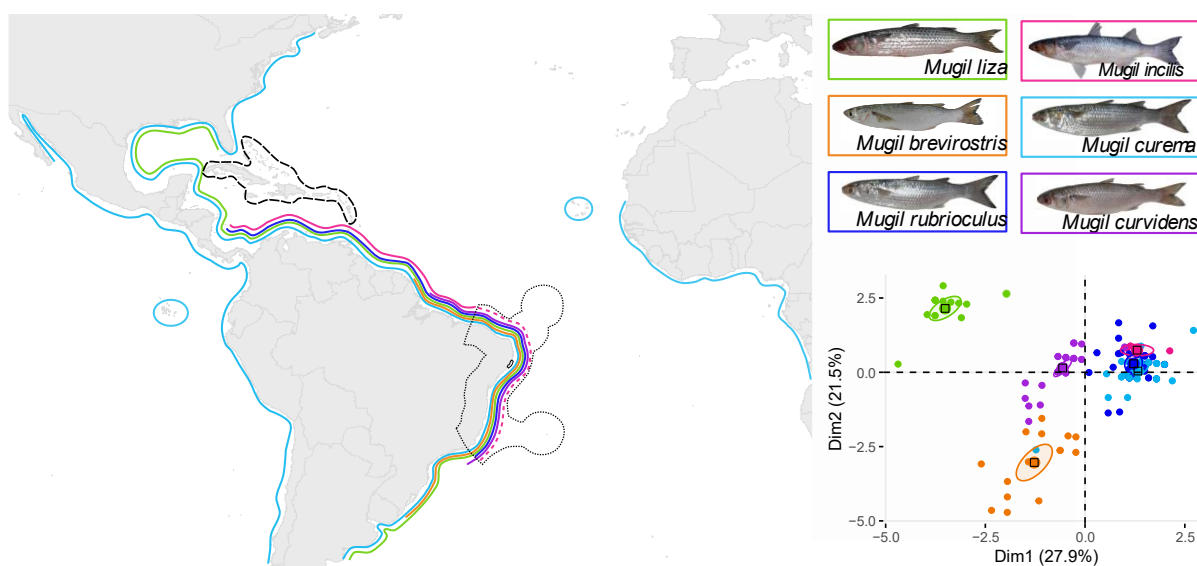 Mugil liza
Mugil incilis
Mugil brevirostris
Mugil curema
Mugil rubrioculus
Mugil curvidens
2.5
0.0
−2.5
−5.0
−5.0
−2.5
0.0
2.5
Dim2 (21.5%)
Dim1 (27.9%)